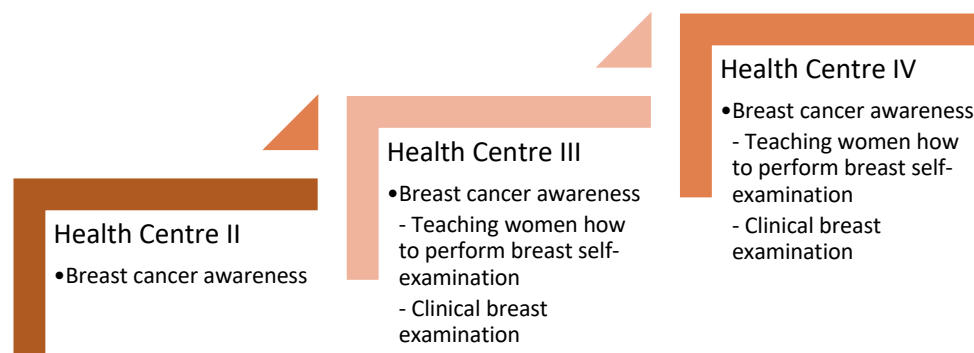 Health Centre II
•Breast cancer awareness
Health Centre III
•Breast cancer awareness
- Teaching women how
to perform breast self-
examination
- Clinical breast
examination
Health Centre IV
•Breast cancer awareness
- Teaching women how
to perform breast self-
examination
- Clinical breast
examination